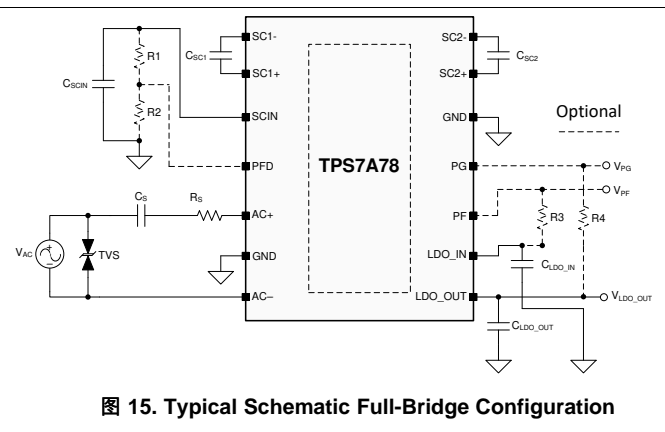 SC1-
SC2-
R1
C_SC1
C_SC2
SC1+
SC2+
C_SCIN
R2
SCIN
GND
Optional
TPS7A78
PFD
PG
V_PG
C_S
R_S
PF
V_PF
AC+
R3
R4
V_AC
TVS
GND
LDO_IN
C_LDO_IN
AC–
LDO_OUT
V_LDO_OUT
C_LDO_OUT
图 15. Typical Schematic Full-Bridge Configuration